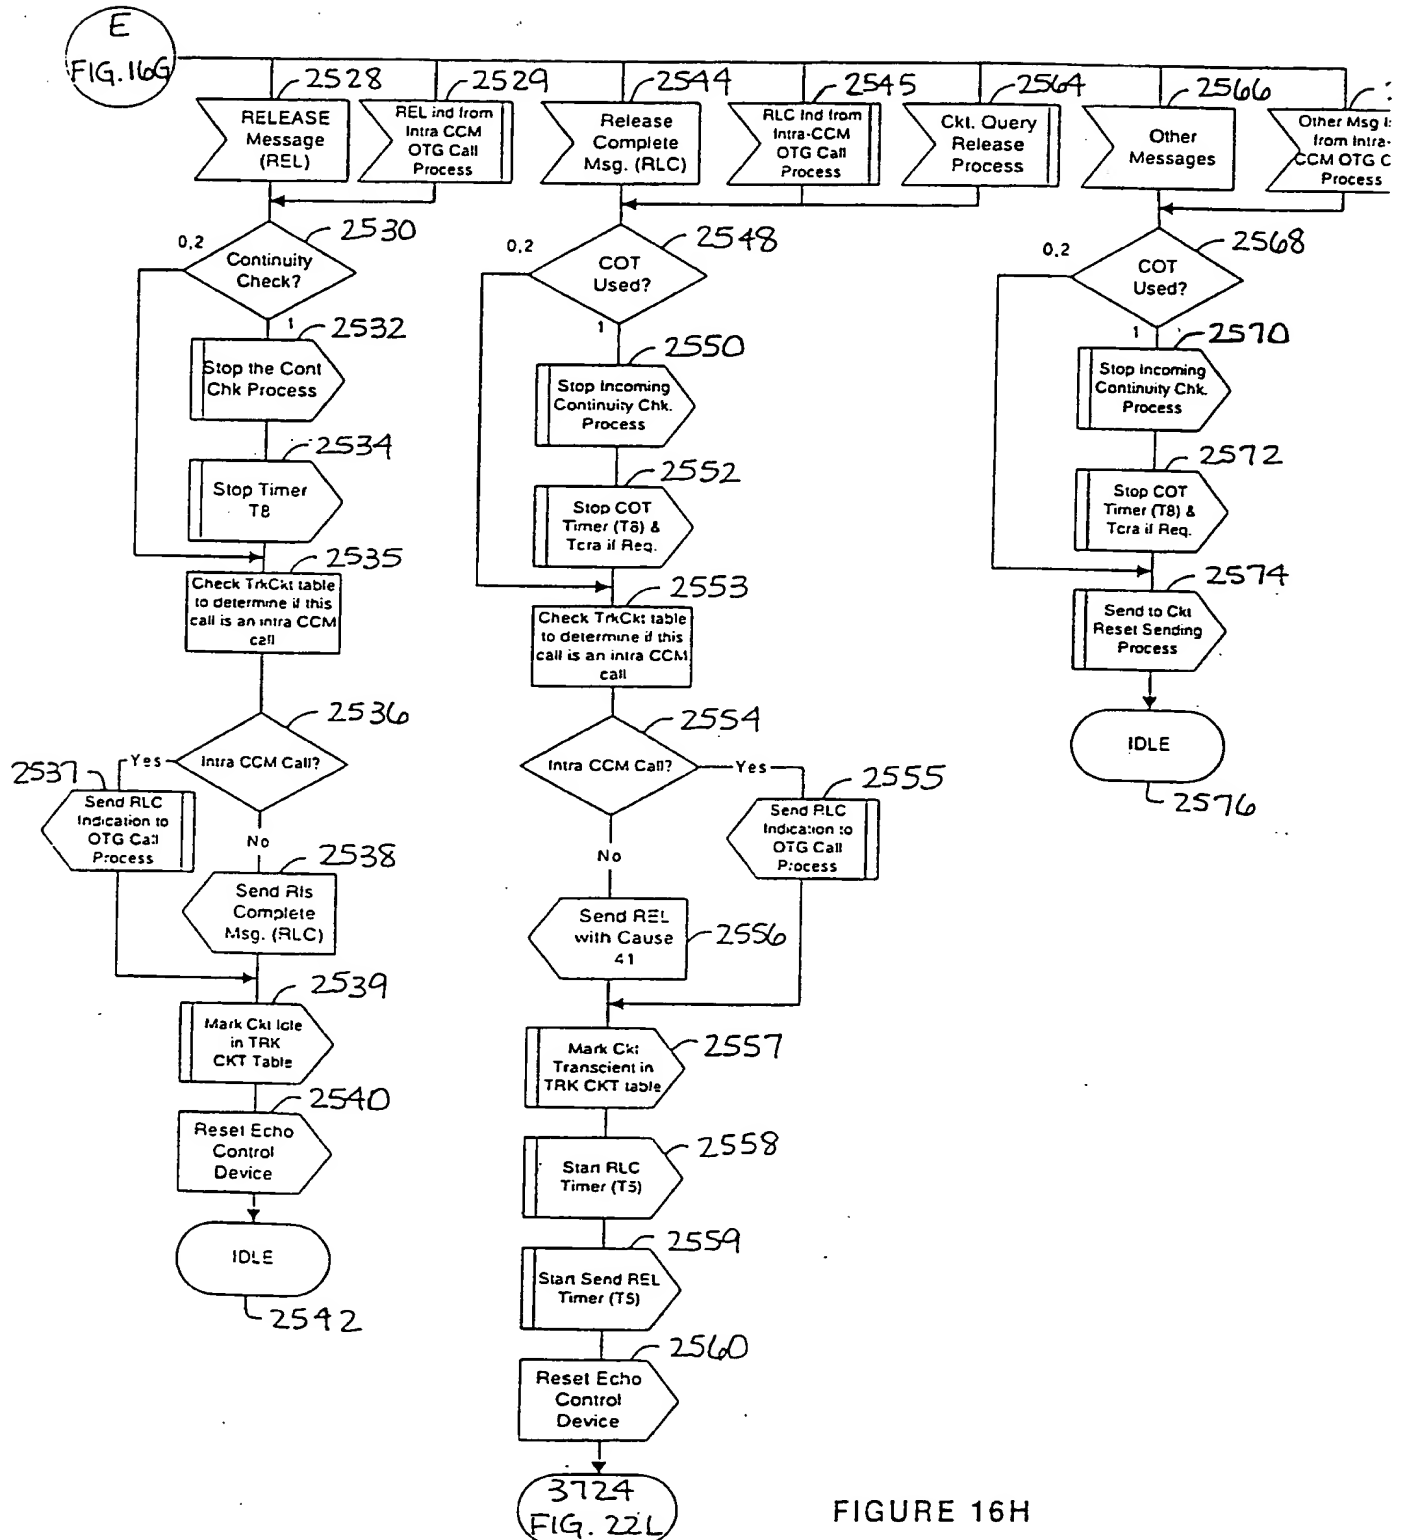 E
FIG. 16G
2528
2529
2544
2545
2564
2566
RELEASE
Message
(REL)
REL ind from
Intra CCM
OTG Call
Process
Release
Complete
Msg. (RLC)
RLC Ind from
Intra-CCM
OTG Call
Process
Ckt. Query
Release
Process
Other
Messages
Other Msg
from Intra-
CCM OTG
Process
0,2
2530
Continuity
Check?
1
2532
Stop the Cont
Chk Process
2534
Stop Timer
T8
2535
Check TrkCkt table
to determine if this
call is an intra CCM
call
2536
Intra CCM Call?
Yes
2537
Send RLC
Indication to
OTG Call
Process
No
2538
Send Rls
Complete
Msg. (RLC)
2539
Mark Ckt Idle
in TRK
CKT Table
2540
Reset Echo
Control
Device
IDLE
2542
0,2
2548
COT
Used?
1
2550
Stop Incoming
Continuity Chk.
Process
2552
Stop COT
Timer (T8) &
Tcra if Req.
2553
Check TrkCkt table
to determine if this
call is an intra CCM
call
2554
Intra CCM Call?
Yes
2555
Send RLC
Indication to
OTG Call
Process
No
Send REL
with Cause
41
2556
Mark Ckt
Transcient in
TRK CKT table
2557
2558
Start RLC
Timer (T5)
2559
Start Send REL
Timer (T5)
2560
Reset Echo
Control
Device
3724
FIG. 22L
0,2
2568
COT
Used?
1
2570
Stop Incoming
Continuity Chk.
Process
2572
Stop COT
Timer (T8) &
Tcra if Req.
2574
Send to Ckt
Reset Sending
Process
IDLE
2576
FIGURE 16H